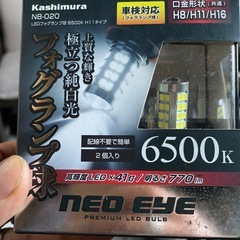 Kashimura
NB-020
LEDフォグランプ球 6500K H11タイプ
車検対応
(フォグランプ球)
口金形状(共通)
H8/H11/H16
上質な輝き
極立つ純白光
フォグランプ球
配線不要で簡単
2個入り
6500K
高輝度LED×41灯/明るさ770lm
NEO EYE
PREMIUM LED BULB